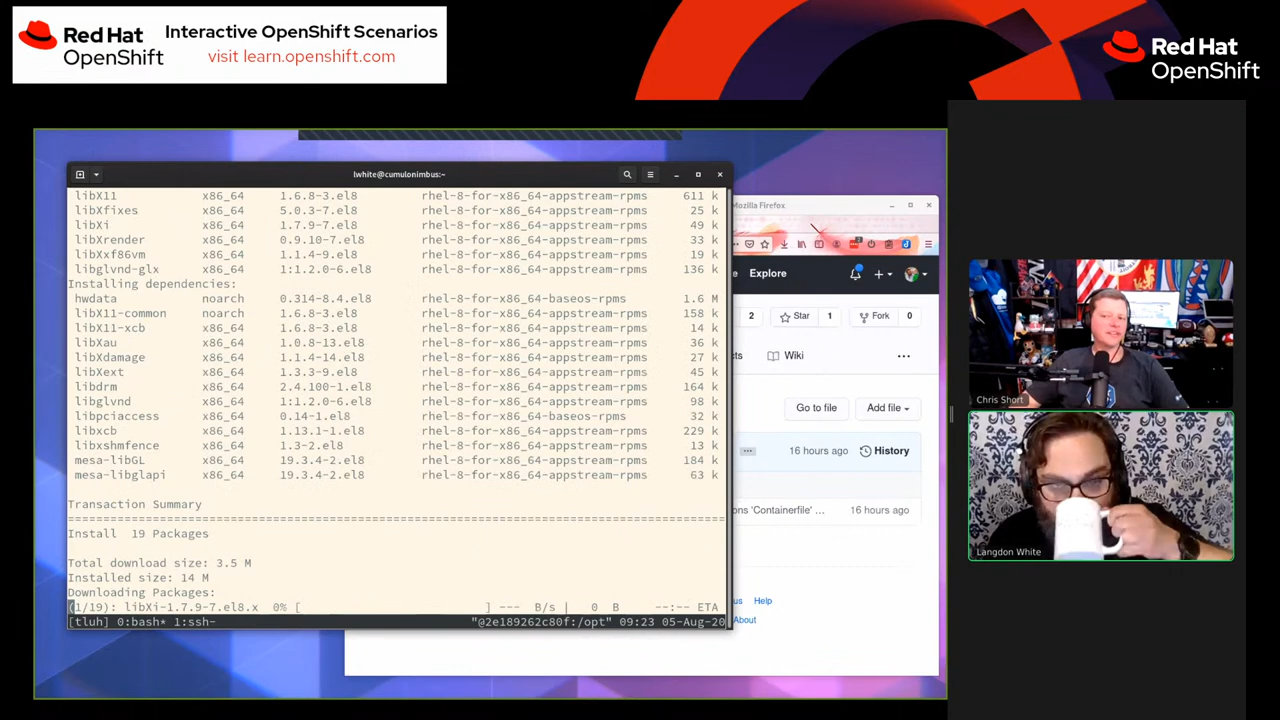 Red Hat
OpenShift
Interactive OpenShift Scenarios
visit learn.openshift.com
Red Hat
OpenShift
lwhite@cumulonimbus:~
libX11 x86_64 1.6.8-3.el8 rhel-8-for-x86_64-appstream-rpms 611 k
libXfixes x86_64 5.0.3-7.el8 rhel-8-for-x86_64-appstream-rpms 25 k
libXi x86_64 1.7.9-7.el8 rhel-8-for-x86_64-appstream-rpms 49 k
libXrender x86_64 0.9.10-7.el8 rhel-8-for-x86_64-appstream-rpms 33 k
libXxf86vm x86_64 1.1.4-9.el8 rhel-8-for-x86_64-appstream-rpms 19 k
libglvnd-glx x86_64 1:1.2.0-6.el8 rhel-8-for-x86_64-appstream-rpms 136 k
Installing dependencies:
hwdata noarch 0.314-8.4.el8 rhel-8-for-x86_64-baseos-rpms 1.6 M
libX11-common noarch 1.6.8-3.el8 rhel-8-for-x86_64-appstream-rpms 158 k
libX11-xcb x86_64 1.6.8-3.el8 rhel-8-for-x86_64-appstream-rpms 14 k
libXau x86_64 1.0.8-13.el8 rhel-8-for-x86_64-appstream-rpms 36 k
libXdamage x86_64 1.1.4-14.el8 rhel-8-for-x86_64-appstream-rpms 27 k
libXext x86_64 1.3.3-9.el8 rhel-8-for-x86_64-appstream-rpms 45 k
libdrm x86_64 2.4.100-1.el8 rhel-8-for-x86_64-appstream-rpms 164 k
libglvnd x86_64 1:1.2.0-6.el8 rhel-8-for-x86_64-appstream-rpms 98 k
libpciaccess x86_64 0.14-1.el8 rhel-8-for-x86_64-baseos-rpms 32 k
libxcb x86_64 1.13.1-1.el8 rhel-8-for-x86_64-appstream-rpms 229 k
libxshmfence x86_64 1.3-2.el8 rhel-8-for-x86_64-appstream-rpms 13 k
mesa-libGL x86_64 19.3.4-2.el8 rhel-8-for-x86_64-appstream-rpms 184 k
mesa-libglapi x86_64 19.3.4-2.el8 rhel-8-for-x86_64-appstream-rpms 63 k
Transaction Summary
================================================================================
Install 19 Packages
Total download size: 3.5 M
Installed size: 14 M
Downloading Packages:
(1/19): libXi-1.7.9-7.el8.x 0% [ ] --- B/s | 0 B --:-- ETA
[tluh] 0:bash* 1:ssh- "@2e189262c80f:/opt" 09:23 05-Aug-20
Mozilla Firefox
Explore
2 Star 1 Fork 0
Wiki
Go to file Add file
16 hours ago History
ons 'Containerfile' … 16 hours ago
us Help
About
Chris Short
Langdon White